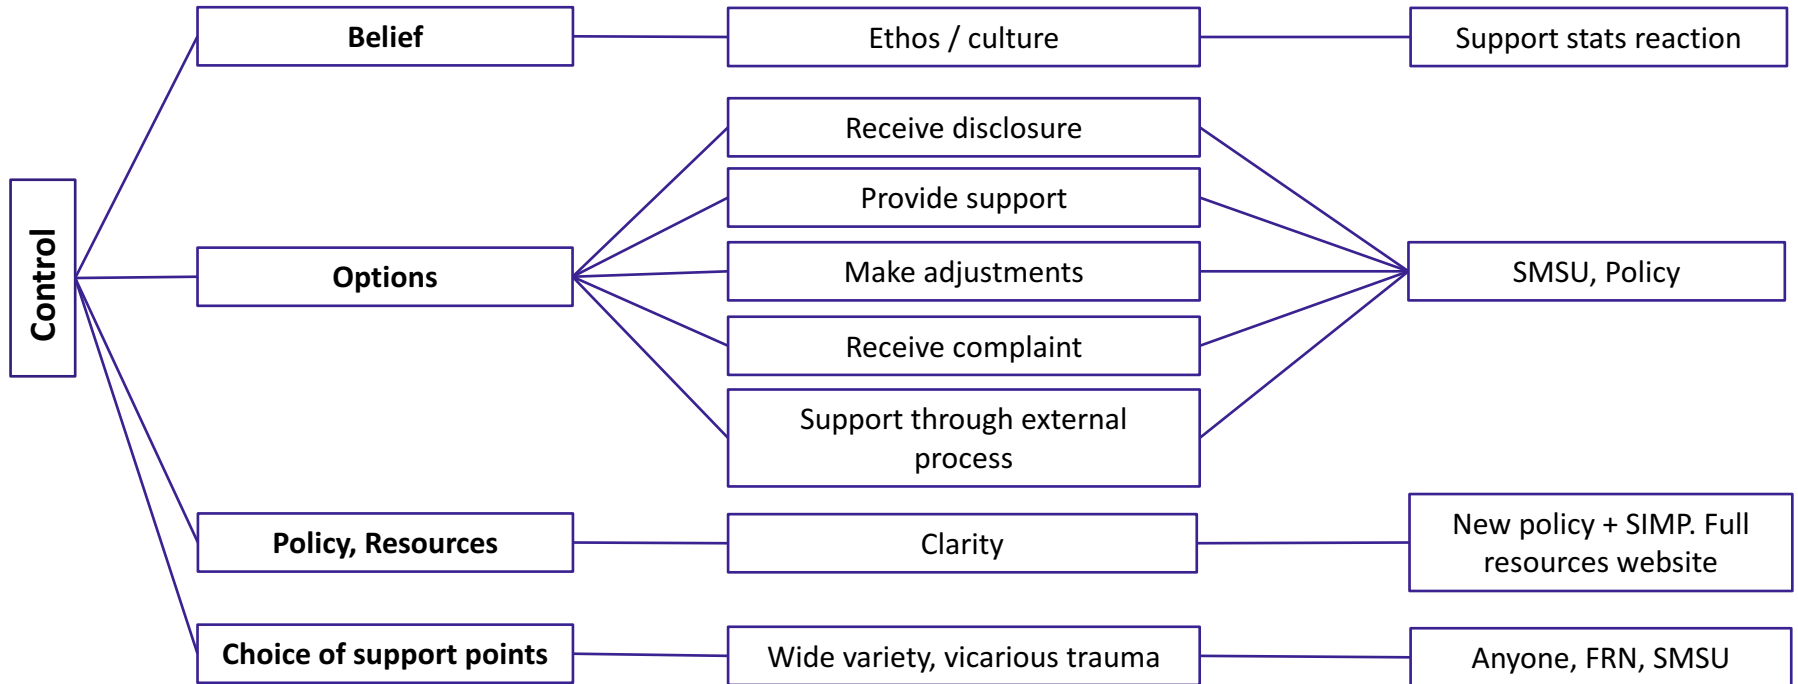 Belief
Ethos / culture
Support stats reaction
Control
Options
Receive disclosure
Provide support
Make adjustments
Receive complaint
Support through external
process
SMSU, Policy
Policy, Resources
Clarity
New policy + SIMP. Full
resources website
Choice of support points
Wide variety, vicarious trauma
Anyone, FRN, SMSU